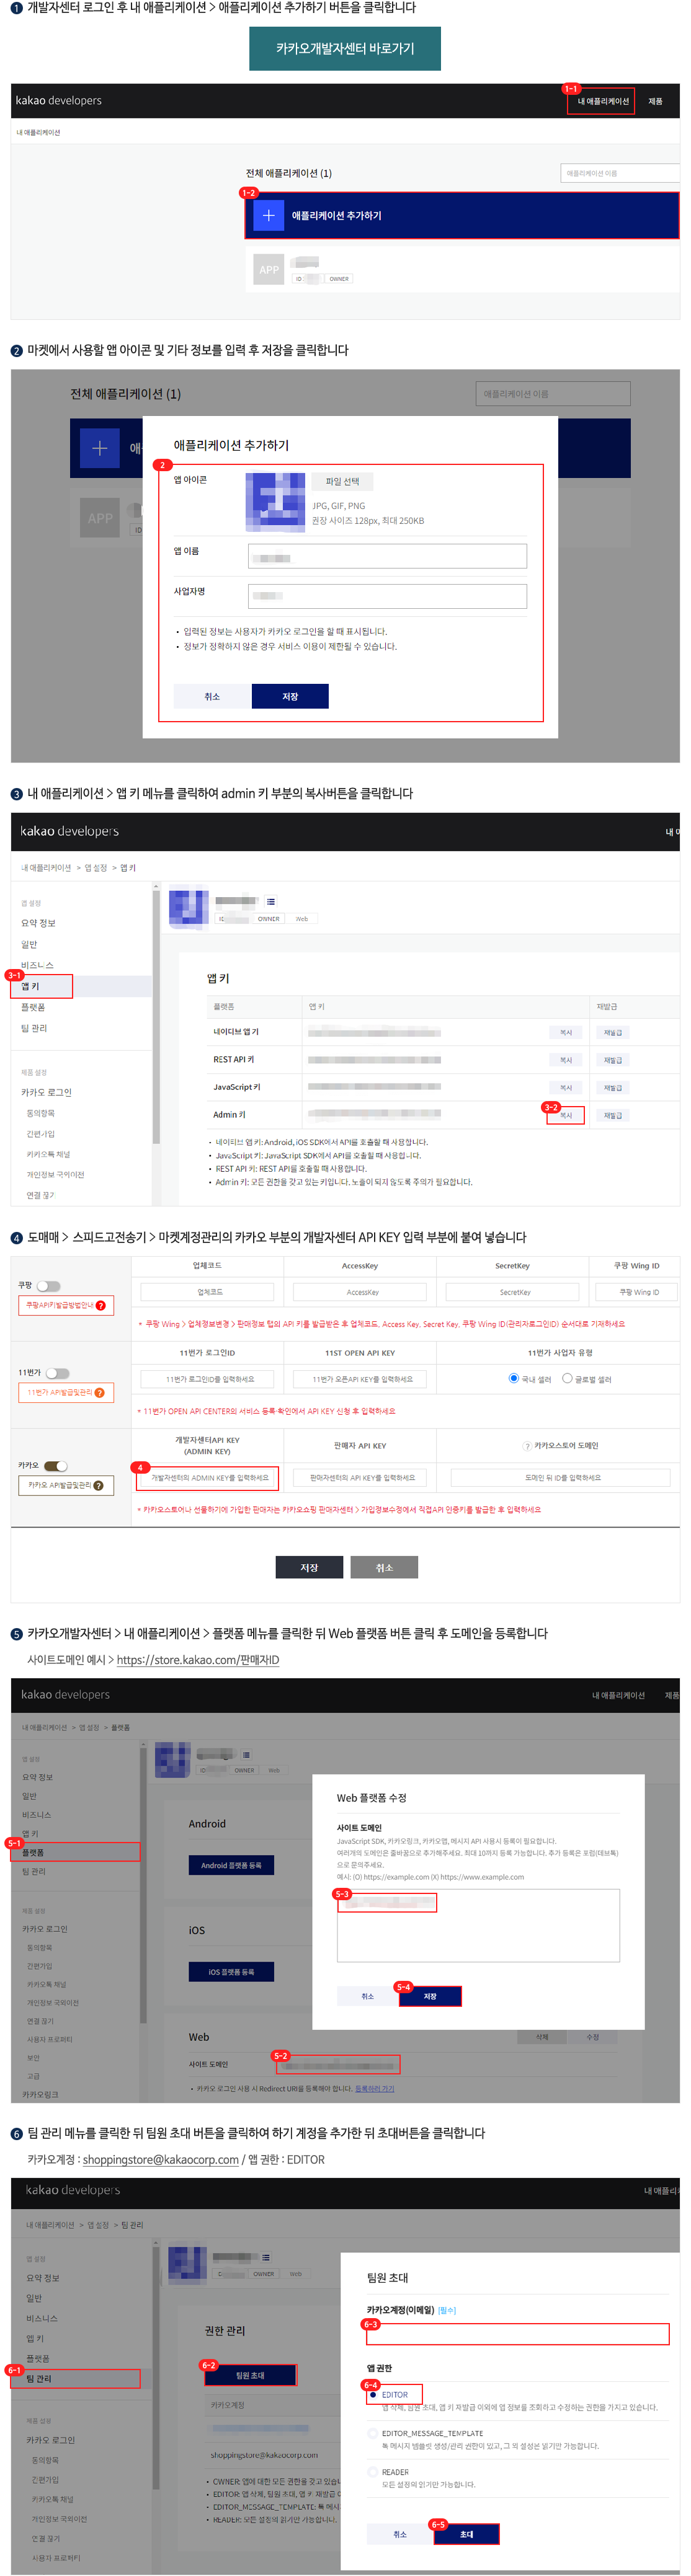 1 개발자센터 로그인 후 내 애플리케이션 > 애플리케이션 추가하기 버튼을 클릭합니다
카카오개발자센터 바로가기
kakao developers
1-1
내 애플리케이션
제품
내 애플리케이션
전체 애플리케이션 (1)
애플리케이션 이름
1-2
애플리케이션 추가하기
APP
ID
OWNER
2 마켓에서 사용할 앱 아이콘 및 기타 정보를 입력 후 저장을 클릭합니다
전체 애플리케이션 (1)
애플리케이션 이름
애
APP
ID
애플리케이션 추가하기
2
앱 아이콘
파일 선택
JPG, GIF, PNG
권장 사이즈 128px, 최대 250KB
앱 이름
사업자명
• 입력된 정보는 사용자가 카카오 로그인을 할 때 표시됩니다.
• 정보가 정확하지 않은 경우 서비스 이용이 제한될 수 있습니다.
취소
저장
3 내 애플리케이션 > 앱 키 메뉴를 클릭하여 admin 키 부분의 복사버튼을 클릭합니다
kakao developers
내 애플리케이션 > 앱 설정 > 앱 키
앱 설정
요약 정보
일반
비즈니스
3-1
앱 키
플랫폼
팀 관리
제품 설정
카카오 로그인
동의항목
간편가입
카카오톡 채널
개인정보 국외이전
연결 끊기
OWNER
Web
앱 키
플랫폼
앱 키
재발급
네이티브 앱 키
복사
재발급
REST API 키
복사
재발급
JavaScript 키
복사
재발급
Admin 키
3-2
복사
재발급
• 네이티브 앱 키: Android, iOS SDK에서 API를 호출할 때 사용합니다.
• JavaScript 키: JavaScript SDK에서 API를 호출할 때 사용합니다.
• REST API 키: REST API를 호출할 때 사용합니다.
• Admin 키: 모든 권한을 갖고 있는 키입니다. 노출이 되지 않도록 주의가 필요합니다.
4 도매매 > 스피드고전송기 > 마켓계정관리의 카카오 부분의 개발자센터 API KEY 입력 부분에 붙여 넣습니다
업체코드
AccessKey
SecretKey
쿠팡 Wing ID
쿠팡
쿠팡API키발급방법안내 ?
업체코드
AccessKey
SecretKey
쿠팡 Wing ID
* 쿠팡 Wing > 업체정보변경 > 판매정보 탭의 API 키를 발급받은 후 업체코드, Access Key, Secret Key, 쿠팡 Wing ID(관리자로그인ID) 순서대로 기재하세요
11번가 로그인ID
11ST OPEN API KEY
11번가 사업자 유형
11번가
11번가 API발급및관리 ?
11번가 로그인ID를 입력하세요
11번가 오픈API KEY를 입력하세요
국내 셀러
글로벌 셀러
* 11번가 OPEN API CENTER의 서비스 등록·확인에서 API KEY 신청 후 입력하세요
개발자센터API KEY
(ADMIN KEY)
판매자 API KEY
? 카카오스토어 도메인
카카오
카카오 API발급및관리 ?
4
개발자센터의 ADMIN KEY를 입력하세요
판매자센터의 API KEY를 입력하세요
도메인 뒤 ID를 입력하세요
* 카카오스토어나 선물하기에 가입한 판매자는 카카오쇼핑 판매자센터 > 가입정보수정에서 직접API 인증키를 발급한 후 입력하세요
저장
취소
5 카카오개발자센터 > 내 애플리케이션 > 플랫폼 메뉴를 클릭한 뒤 Web 플랫폼 버튼 클릭 후 도메인을 등록합니다
사이트도메인 예시 > https://store.kakao.com/판매자ID
kakao developers
내 애플리케이션
제품
내 애플리케이션 > 앱 설정 > 플랫폼
앱 설정
요약 정보
일반
비즈니스
앱 키
5-1
플랫폼
팀 관리
제품 설정
카카오 로그인
동의항목
간편가입
카카오톡 채널
개인정보 국외이전
연결 끊기
사용자 프로퍼티
보안
고급
카카오링크
ID
OWNER
Web
Android
Android 플랫폼 등록
iOS
iOS 플랫폼 등록
Web
삭제
수정
사이트 도메인
5-2
• 카카오 로그인 사용 시 Redirect URI를 등록해야 합니다. 등록하러 가기
Web 플랫폼 수정
사이트 도메인
JavaScript SDK, 카카오링크, 카카오맵, 메시지 API 사용시 등록이 필요합니다.
여러개의 도메인은 줄바꿈으로 추가해주세요. 최대 10까지 등록 가능합니다. 추가 등록은 포럼(데브톡)
으로 문의주세요.
예시: (O) https://example.com (X) https://www.example.com
5-3
취소
5-4
저장
6 팀 관리 메뉴를 클릭한 뒤 팀원 초대 버튼을 클릭하여 하기 계정을 추가한 뒤 초대버튼을 클릭합니다
카카오계정 : shoppingstore@kakaocorp.com / 앱 권한 : EDITOR
kakao developers
내 애플리
내 애플리케이션 > 앱 설정 > 팀 관리
앱 설정
요약 정보
일반
비즈니스
앱 키
플랫폼
6-1
팀 관리
제품 설정
카카오 로그인
동의항목
간편가입
카카오톡 채널
개인정보 국외이전
연결 끊기
사용자 프로퍼티
OWNER
Web
권한 관리
6-2
팀원 초대
카카오계정
shoppingstore@kakaocorp.com
• OWNER: 앱에 대한 모든 권한을 갖고 있습니
• EDITOR: 앱 삭제, 팀원 초대, 앱 키 재발급
• EDITOR_MESSAGE_TEMPLATE: 톡 메시
• READER: 모든 설정의 읽기만 가능합니다.
팀원 초대
카카오계정(이메일) [필수]
6-3
앱 권한
6-4
EDITOR
앱 삭제, 팀원 초대, 앱 키 재발급 이외에 앱 정보를 조회하고 수정하는 권한을 가지고 있습니다.
EDITOR_MESSAGE_TEMPLATE
톡 메시지 템플릿 생성/관리 권한이 있고, 그 외 설정은 읽기만 가능합니다.
READER
모든 설정의 읽기만 가능합니다.
취소
6-5
초대